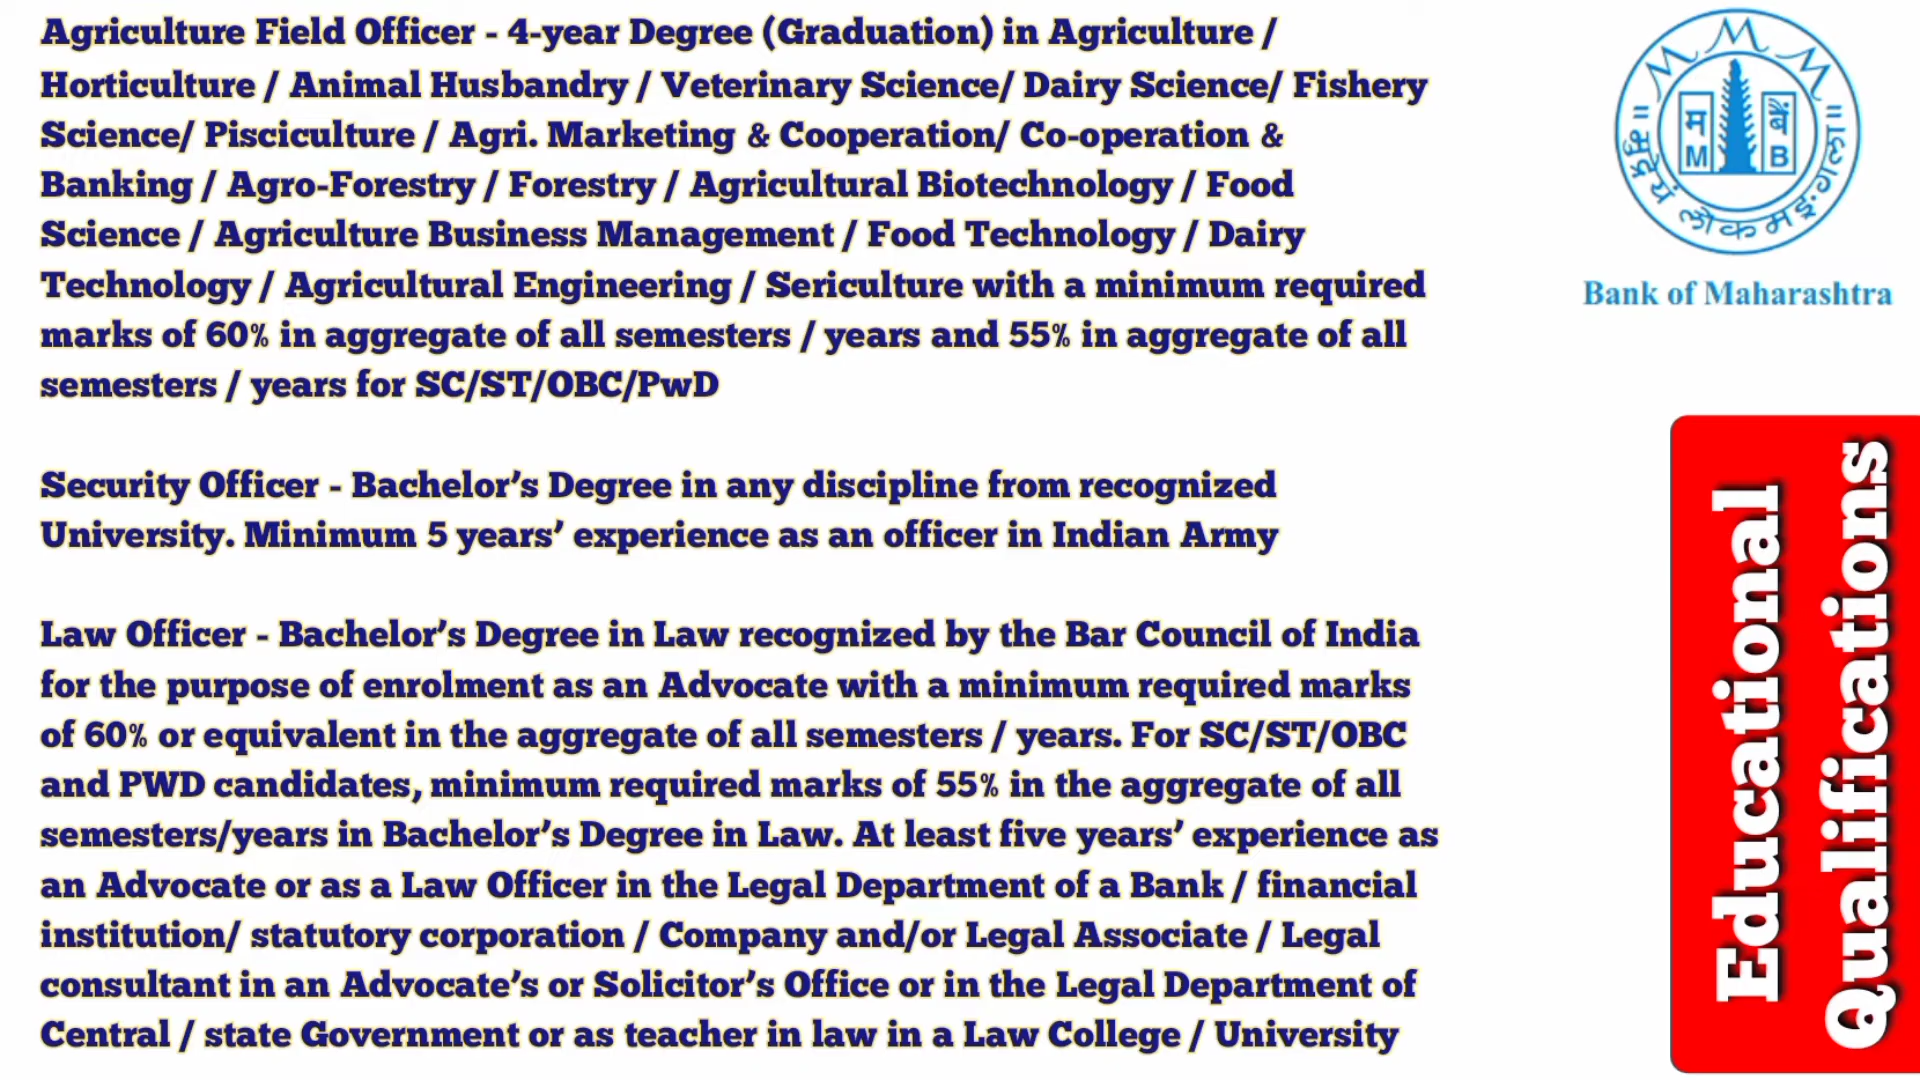 Agriculture Field Officer - 4-year Degree (Graduation) in Agriculture /
Horticulture / Animal Husbandry / Veterinary Science/ Dairy Science/ Fishery
Science/ Pisciculture / Agri. Marketing & Cooperation/ Co-operation &
Banking / Agro-Forestry / Forestry / Agricultural Biotechnology / Food
Science / Agriculture Business Management / Food Technology / Dairy
Technology / Agricultural Engineering / Sericulture with a minimum required
marks of 60% in aggregate of all semesters / years and 55% in aggregate of all
semesters / years for SC/ST/OBC/PwD
Security Officer - Bachelor’s Degree in any discipline from recognized
University. Minimum 5 years’ experience as an officer in Indian Army
Law Officer - Bachelor’s Degree in Law recognized by the Bar Council of India
for the purpose of enrolment as an Advocate with a minimum required marks
of 60% or equivalent in the aggregate of all semesters / years. For SC/ST/OBC
and PWD candidates, minimum required marks of 55% in the aggregate of all
semesters/years in Bachelor’s Degree in Law. At least five years’ experience as
an Advocate or as a Law Officer in the Legal Department of a Bank / financial
institution/ statutory corporation / Company and/or Legal Associate / Legal
consultant in an Advocate’s or Solicitor’s Office or in the Legal Department of
Central / state Government or as teacher in law in a Law College / University
म बैं
M B
Bank of Maharashtra
Educational
Qualifications